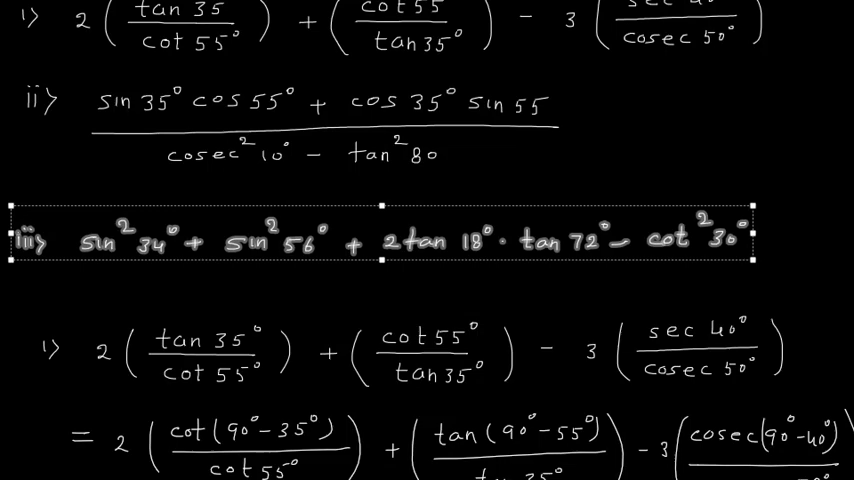 i> 2 ( tan 35 / cot 55° ) + ( cot 55 / tan 35° ) - 3 ( sec 40° / cosec 50° )
ii> sin 35° cos 55° + cos 35° sin 55 / cosec² 10° - tan² 80
iii> sin² 34° + sin² 56° + 2 tan 18° · tan 72° - cot² 30°
i> 2 ( tan 35° / cot 55° ) + ( cot 55° / tan 35° ) - 3 ( sec 40° / cosec 50° )
= 2 ( cot (90° - 35°) / cot 55° ) + ( tan (90° - 55°) / tan 35° ) - 3 ( cosec (90° - 40°)